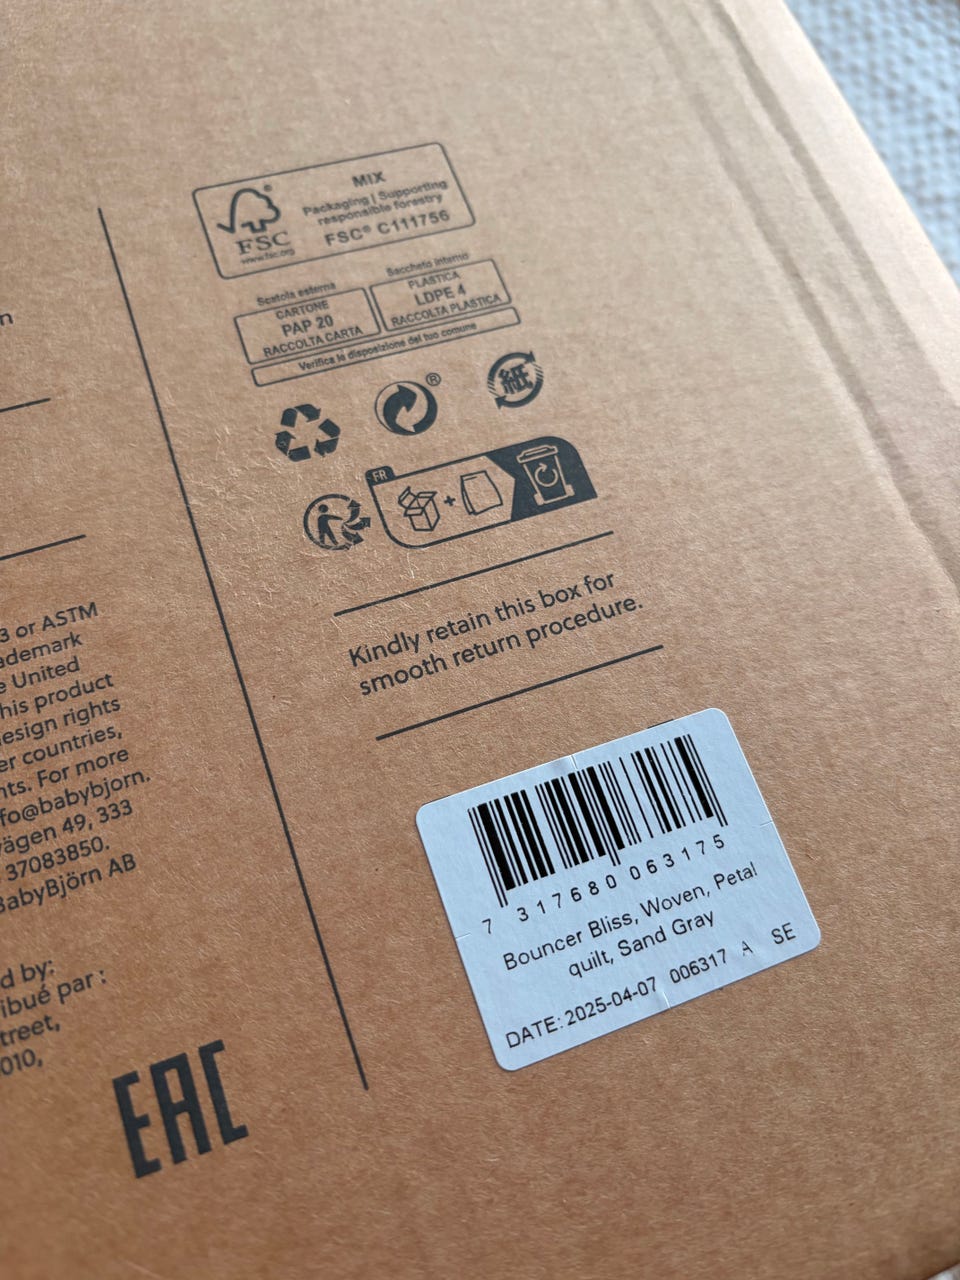 n
3 or ASTM
ademark
e United
his product
esign rights
er countries,
nts. For more
fo@babybjorn.
vägen 49, 333
37083850.
BabyBjörn AB
d by:
ibué par :
treet,
010,
EAC
FSC®
www.fsc.org
MIX
Packaging | Supporting
responsible forestry
FSC® C111756
Scatola esterna
CARTONE
PAP 20
RACCOLTA CARTA
Sacchetto interno
PLASTICA
LDPE 4
RACCOLTA PLASTICA
Verifica le disposizione del tuo comune
®
紙
FR
+
Kindly retain this box for
smooth return procedure.
7 317680 063175
Bouncer Bliss, Woven, Petal
quilt, Sand Gray
DATE: 2025-04-07 006317 A SE